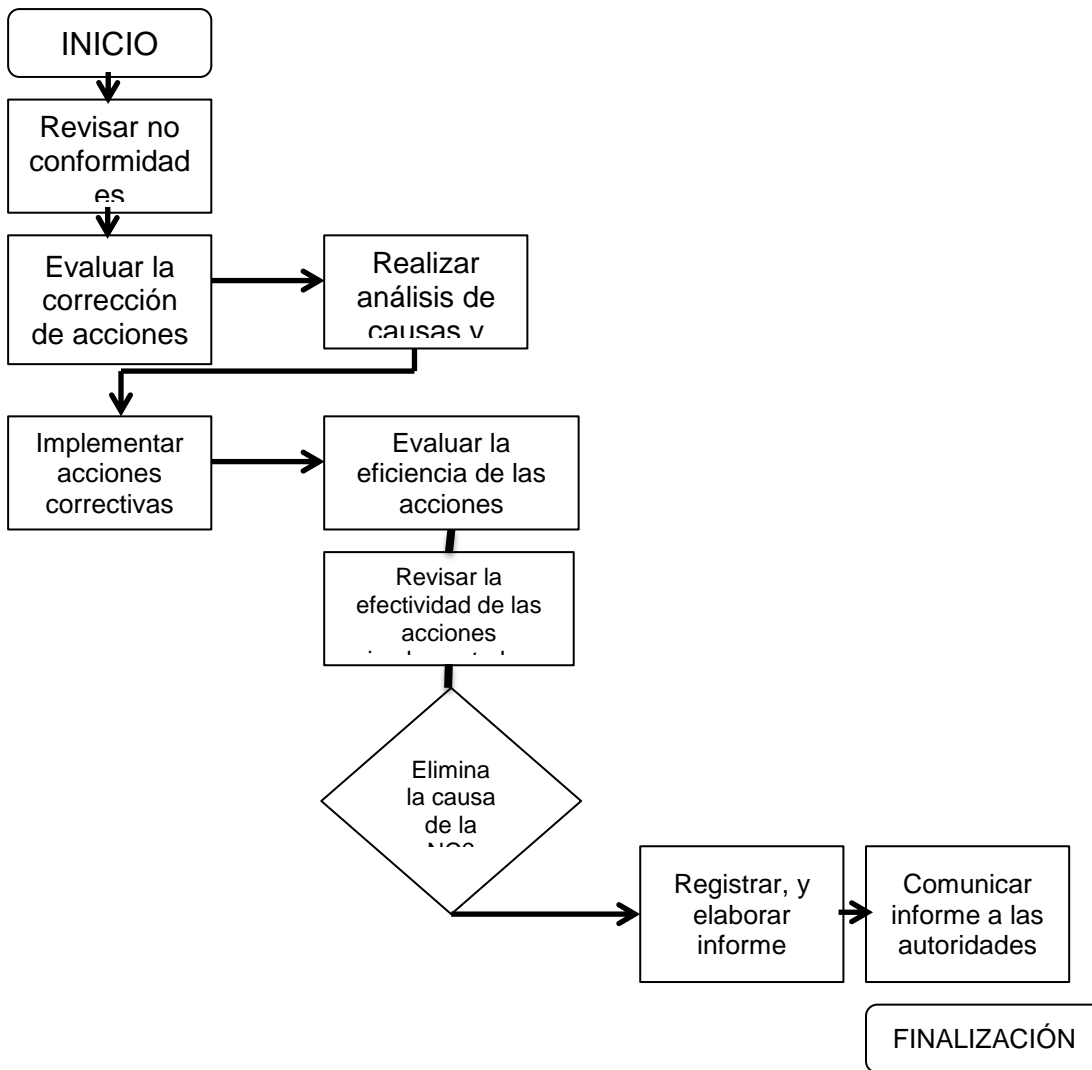 INICIO
Revisar no
conformidad
es
Evaluar la
corrección
de acciones
Realizar
análisis de
causas y
Implementar
acciones
correctivas
Evaluar la
eficiencia de las
acciones
Revisar la
efectividad de las
acciones
Elimina
la causa
de la
Registrar, y
elaborar
informe
Comunicar
informe a las
autoridades
FINALIZACIÓN